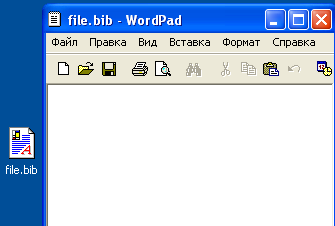 file.bib - WordPad
Файл Правка Вид Вставка Формат Справка
file.bib